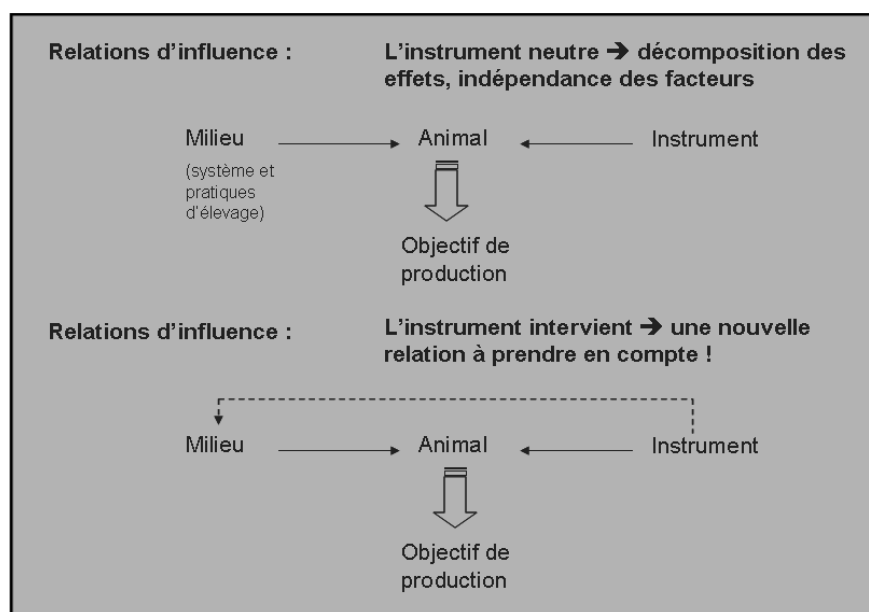 Relations d’influence : L’instrument neutre ➔ décomposition des
effets, indépendance des facteurs
Milieu Animal Instrument
(système et
pratiques
d’élevage)
Objectif de
production
Relations d’influence : L’instrument intervient ➔ une nouvelle
relation à prendre en compte !
Milieu Animal Instrument
Objectif de
production